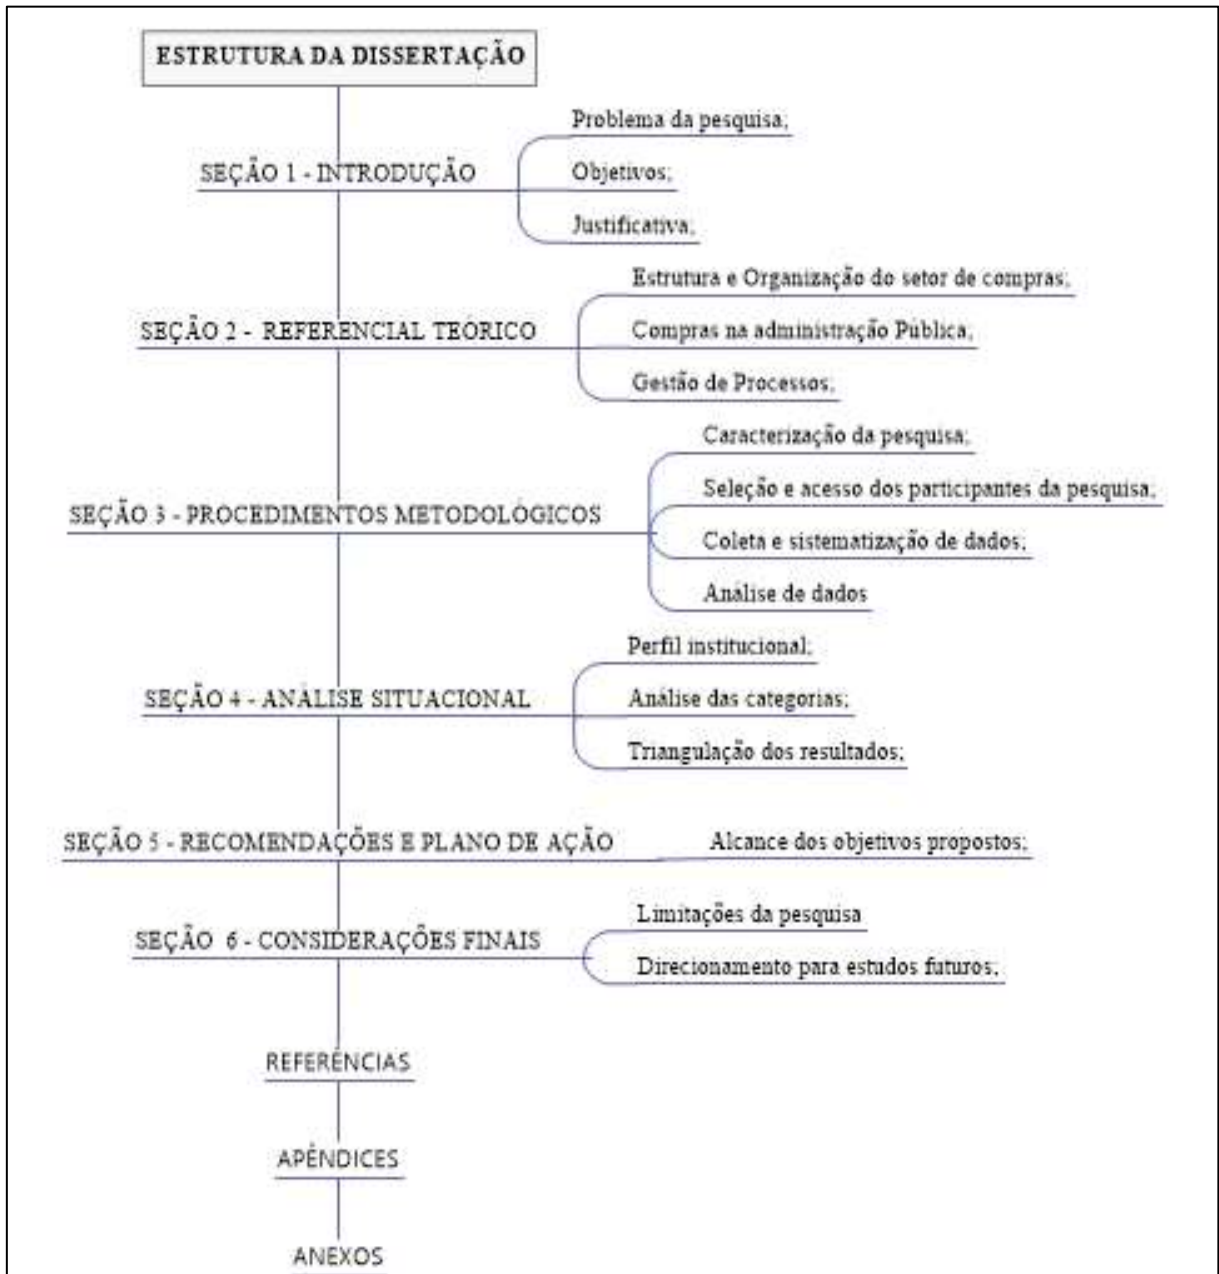 ESTRUTURA DA DISSERTAÇÃO
SEÇÃO 1 - INTRODUÇÃO
Problema da pesquisa;
Objetivos;
Justificativa;
SEÇÃO 2 - REFERENCIAL TEÓRICO
Estrutura e Organização do setor de compras;
Compras na administração Pública;
Gestão de Processos;
SEÇÃO 3 - PROCEDIMENTOS METODOLÓGICOS
Caracterização da pesquisa;
Seleção e acesso dos participantes da pesquisa;
Coleta e sistematização de dados;
Análise de dados
SEÇÃO 4 - ANÁLISE SITUACIONAL
Perfil institucional;
Análise das categorias;
Triangulação dos resultados;
SEÇÃO 5 - RECOMENDAÇÕES E PLANO DE AÇÃO
Alcance dos objetivos propostos;
SEÇÃO 6 - CONSIDERAÇÕES FINAIS
Limitações da pesquisa
Direcionamento para estudos futuros;
REFERÊNCIAS
APÊNDICES
ANEXOS